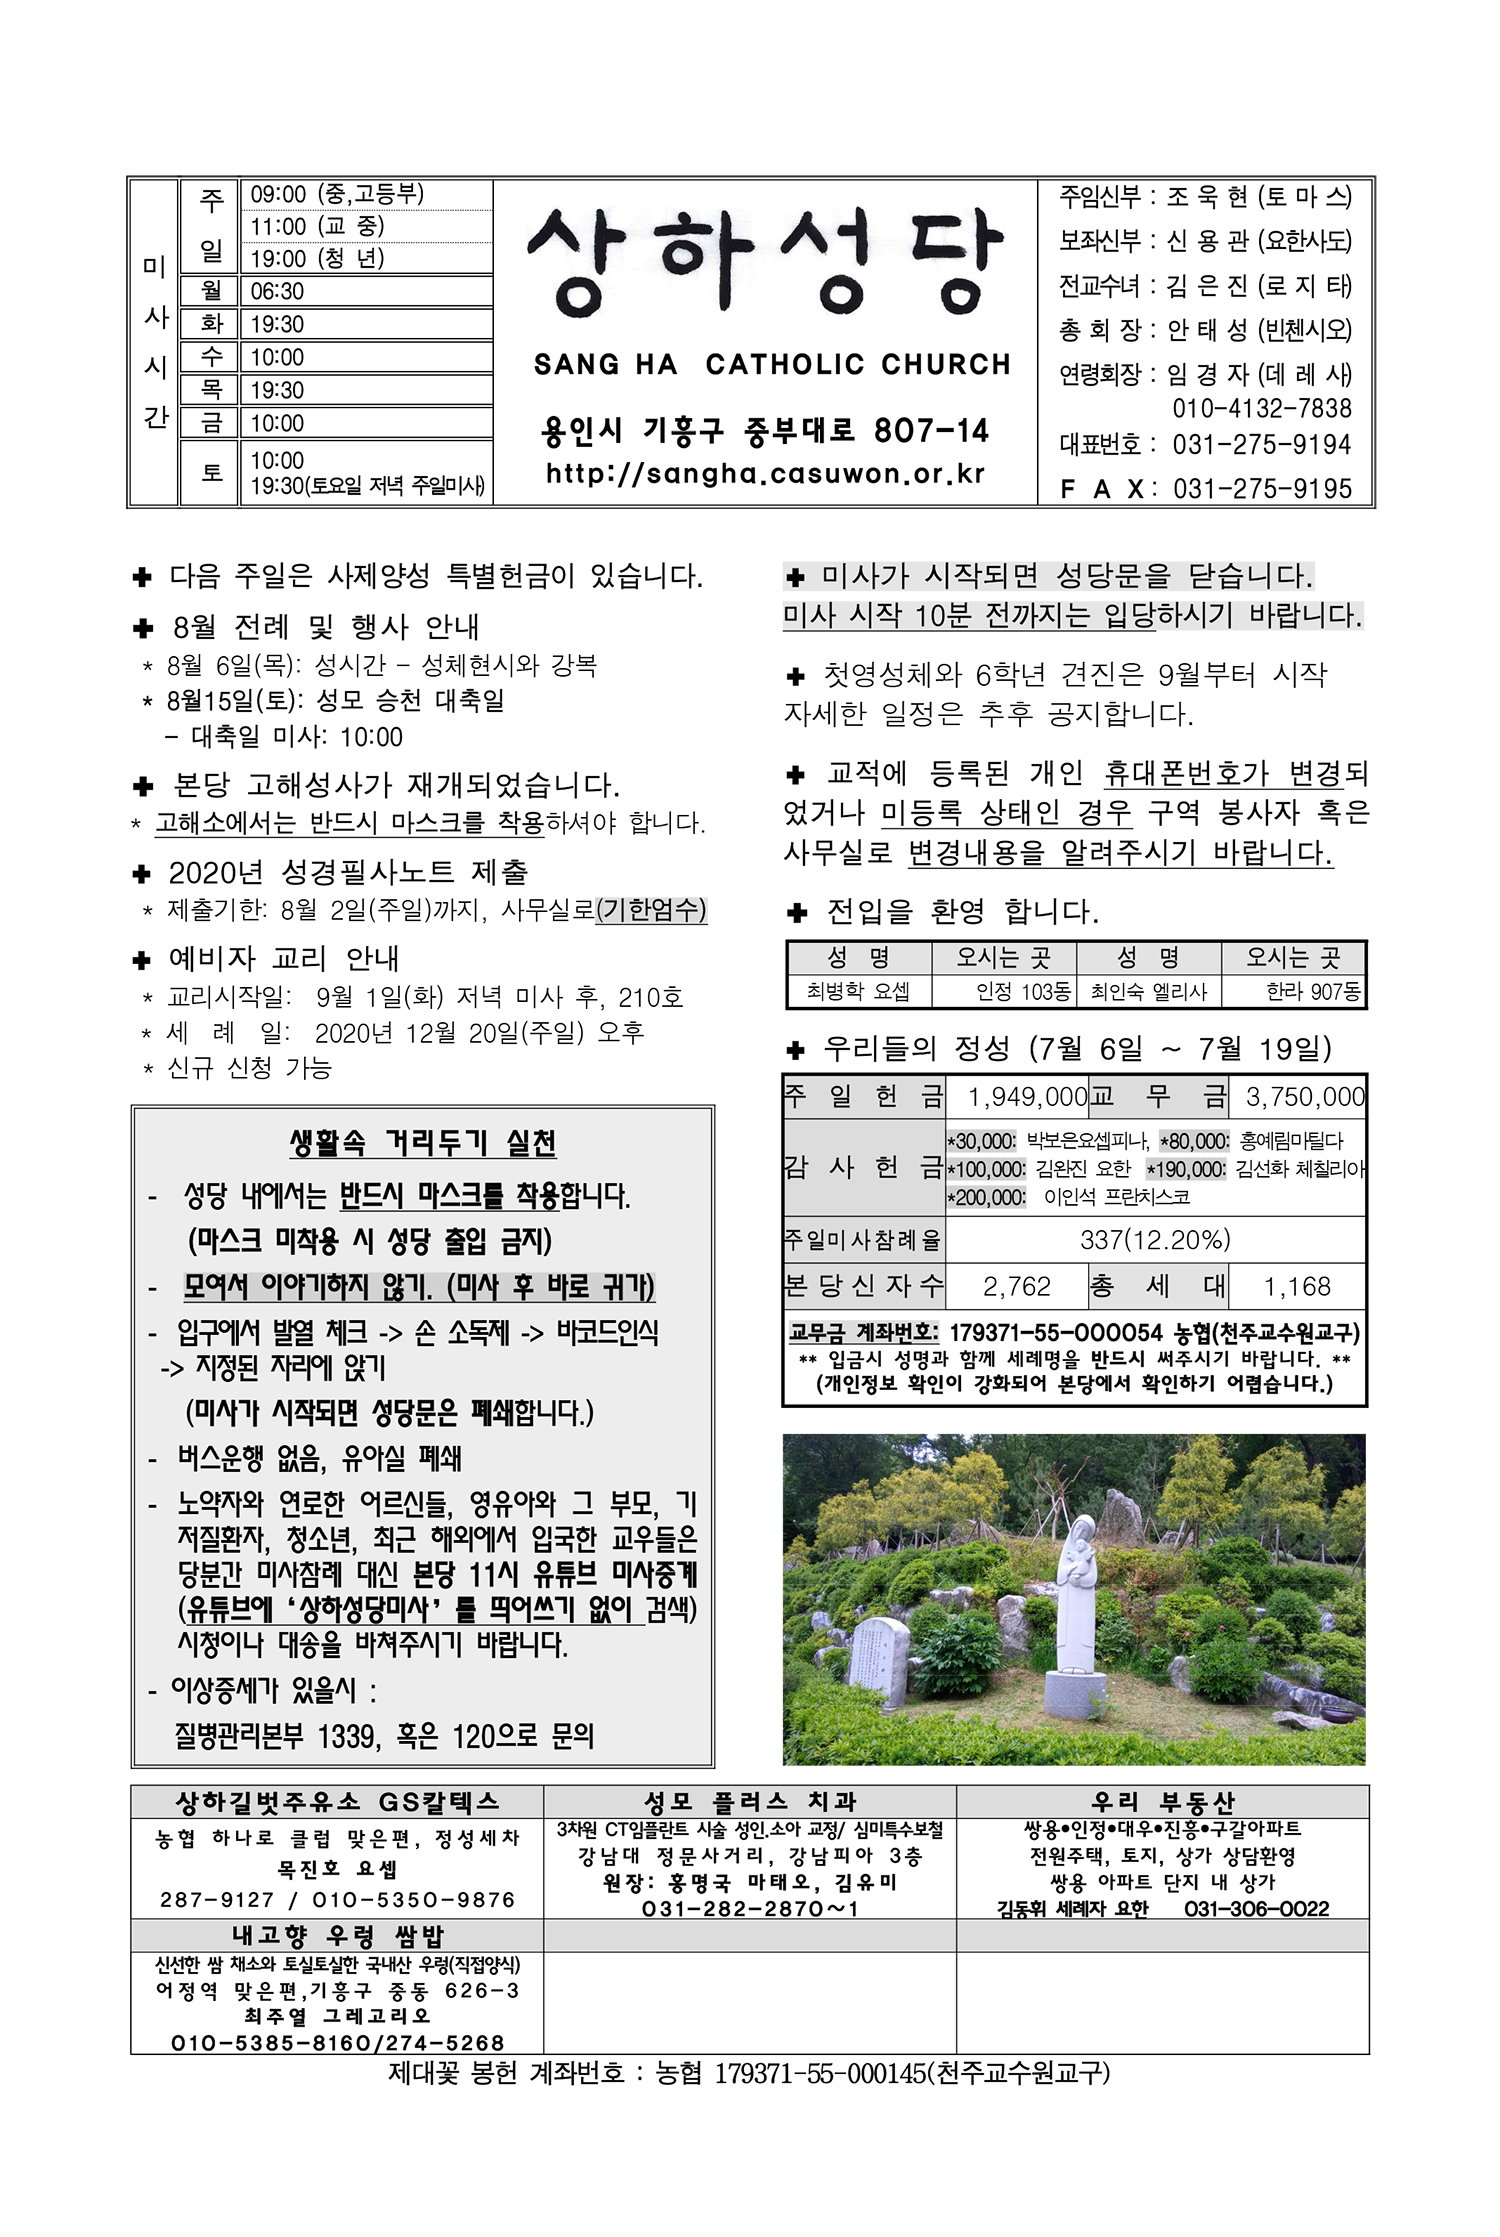 미사시간
주일
09:00 (중,고등부)
11:00 (교 중)
19:00 (청 년)
월 06:30
화 19:30
수 10:00
목 19:30
금 10:00
토 10:00
19:30(토요일 저녁 주일미사)
상하성당
SANG HA CATHOLIC CHURCH
용인시 기흥구 중부대로 807-14
http://sangha.casuwon.or.kr
주임신부 : 조 욱 현 (토 마 스)
보좌신부 : 신 용 관 (요한사도)
전교수녀 : 김 은 진 (로 지 타)
총 회 장 : 안 태 성 (빈첸시오)
연령회장 : 임 경 자 (데 레 사)
010-4132-7838
대표번호 : 031-275-9194
F A X : 031-275-9195
✚ 다음 주일은 사제양성 특별헌금이 있습니다.
✚ 8월 전례 및 행사 안내
* 8월 6일(목): 성시간 - 성체현시와 강복
* 8월15일(토): 성모 승천 대축일
- 대축일 미사: 10:00
✚ 본당 고해성사가 재개되었습니다.
* 고해소에서는 반드시 마스크를 착용하셔야 합니다.
✚ 2020년 성경필사노트 제출
* 제출기한: 8월 2일(주일)까지, 사무실로(기한엄수)
✚ 예비자 교리 안내
* 교리시작일: 9월 1일(화) 저녁 미사 후, 210호
* 세 례 일: 2020년 12월 20일(주일) 오후
* 신규 신청 가능
생활속 거리두기 실천
- 성당 내에서는 반드시 마스크를 착용합니다.
(마스크 미착용 시 성당 출입 금지)
- 모여서 이야기하지 않기. (미사 후 바로 귀가)
- 입구에서 발열 체크 -> 손 소독제 -> 바코드인식
-> 지정된 자리에 앉기
(미사가 시작되면 성당문은 폐쇄합니다.)
- 버스운행 없음, 유아실 폐쇄
- 노약자와 연로한 어르신들, 영유아와 그 부모, 기
저질환자, 청소년, 최근 해외에서 입국한 교우들은
당분간 미사참례 대신 본당 11시 유튜브 미사중계
(유튜브에 ‘상하성당미사’ 를 띄어쓰기 없이 검색)
시청이나 대송을 바쳐주시기 바랍니다.
- 이상증세가 있을시 :
질병관리본부 1339, 혹은 120으로 문의
✚ 미사가 시작되면 성당문을 닫습니다.
미사 시작 10분 전까지는 입당하시기 바랍니다.
✚ 첫영성체와 6학년 견진은 9월부터 시작
자세한 일정은 추후 공지합니다.
✚ 교적에 등록된 개인 휴대폰번호가 변경되
었거나 미등록 상태인 경우 구역 봉사자 혹은
사무실로 변경내용을 알려주시기 바랍니다.
✚ 전입을 환영 합니다.
성 명 오시는 곳 성 명 오시는 곳
최병학 요셉 인정 103동 최인숙 엘리사 한라 907동
✚ 우리들의 정성 (7월 6일 ~ 7월 19일)
주 일 헌 금 1,949,000 교 무 금 3,750,000
감 사 헌 금
*30,000: 박보은요셉피나, *80,000: 홍예림마틸다
*100,000: 김완진 요한 *190,000: 김선화 체칠리아
*200,000: 이인석 프란치스코
주일미사참례율 337(12.20%)
본당신자수 2,762 총 세 대 1,168
교무금 계좌번호: 179371-55-000054 농협(천주교수원교구)
** 입금시 성명과 함께 세례명을 반드시 써주시기 바랍니다. **
(개인정보 확인이 강화되어 본당에서 확인하기 어렵습니다.)
상하길벗주유소 GS칼텍스
농협 하나로 클럽 맞은편, 정성세차
목진호 요셉
287-9127 / 010-5350-9876
성모 플러스 치과
3차원 CT임플란트 시술 성인.소아 교정/ 심미특수보철
강남대 정문사거리, 강남피아 3층
원장: 홍명국 마태오, 김유미
031-282-2870~1
우리 부동산
쌍용•인정•대우•진흥•구갈아파트
전원주택, 토지, 상가 상담환영
쌍용 아파트 단지 내 상가
김동휘 세례자 요한 031-306-0022
내고향 우렁 쌈밥
신선한 쌈 채소와 토실토실한 국내산 우렁(직접양식)
어정역 맞은편,기흥구 중동 626-3
최주열 그레고리오
010-5385-8160/274-5268
제대꽃 봉헌 계좌번호 : 농협 179371-55-000145(천주교수원교구)